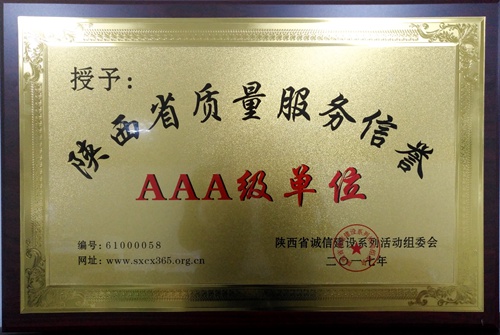 授予：
陕西省质量服务信誉
AAA级单位
编号：61000058
陕西省诚信建设系列活动组委会
网址：www.sxcx365.org.cn
二〇一七年